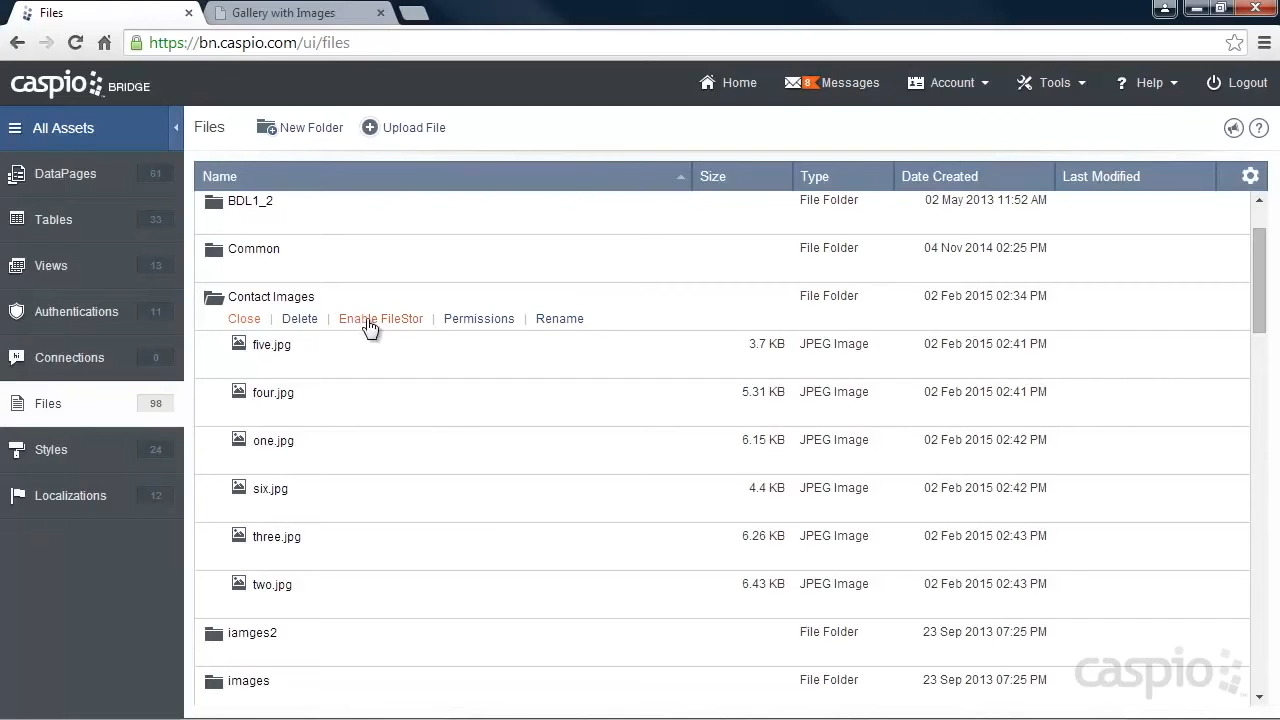 Files
Gallery with Images
https://bn.caspio.com/ui/files
caspio BRIDGE
Home
8 Messages
Account
Tools
? Help
Logout
All Assets
Files
New Folder
Upload File
?
DataPages 61
Tables 33
Views 13
Authentications 11
hi Connections 0
Files 98
Styles 24
Localizations 12
Name Size Type Date Created Last Modified
BDL1_2 File Folder 02 May 2013 11:52 AM
Common File Folder 04 Nov 2014 02:25 PM
Contact Images File Folder 02 Feb 2015 02:34 PM
Close | Delete | Enable FileStor | Permissions | Rename
five.jpg 3.7 KB JPEG Image 02 Feb 2015 02:41 PM
four.jpg 5.31 KB JPEG Image 02 Feb 2015 02:41 PM
one.jpg 6.15 KB JPEG Image 02 Feb 2015 02:42 PM
six.jpg 4.4 KB JPEG Image 02 Feb 2015 02:42 PM
three.jpg 6.26 KB JPEG Image 02 Feb 2015 02:43 PM
two.jpg 6.43 KB JPEG Image 02 Feb 2015 02:43 PM
iamges2 File Folder 23 Sep 2013 07:25 PM
images File Folder 23 Sep 2013 07:25 PM
caspio